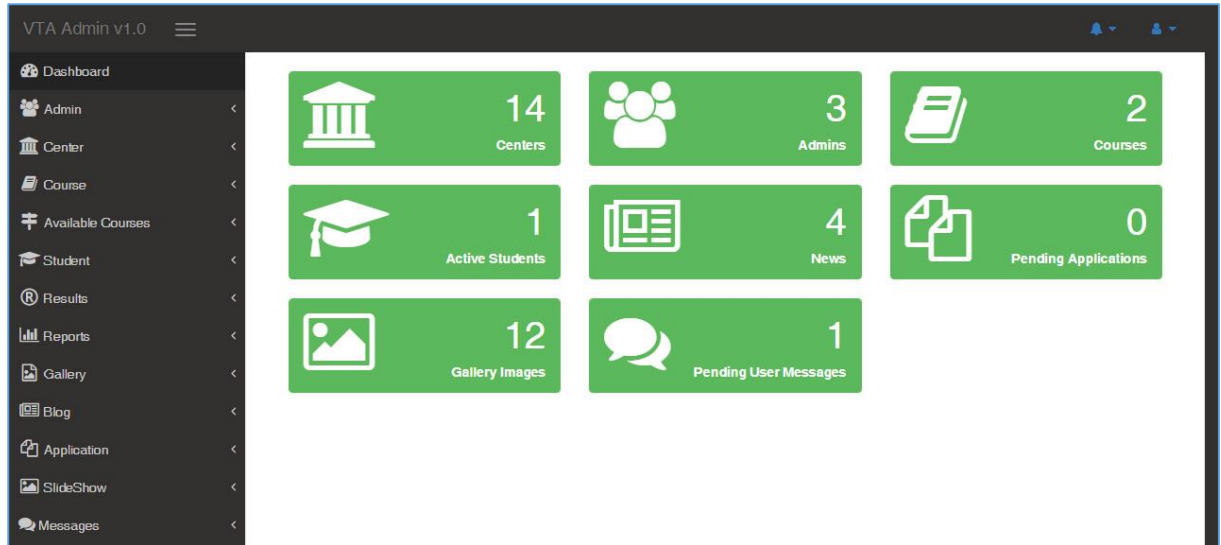 VTA Admin v1.0
Dashboard
Admin
Center
Course
Available Courses
Student
Results
Reports
Gallery
Blog
Application
SlideShow
Messages
14
Centers
3
Admins
2
Courses
1
Active Students
4
News
0
Pending Applications
12
Gallery Images
1
Pending User Messages